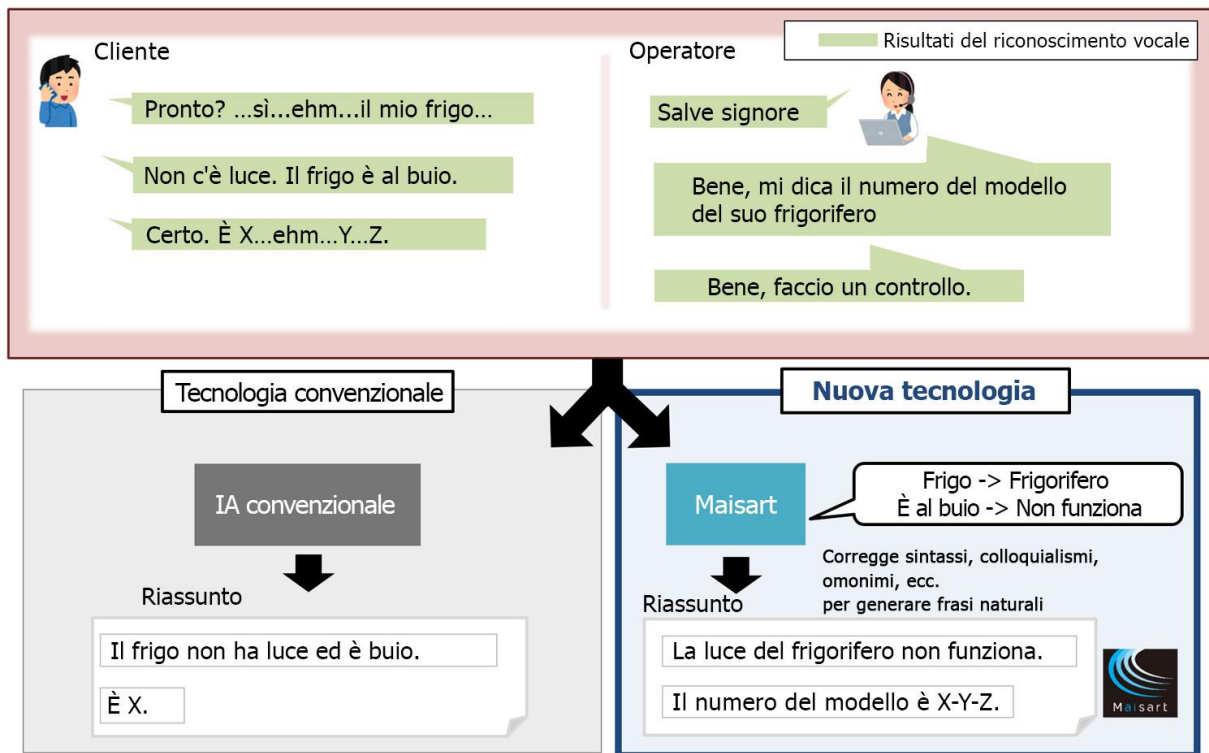 Cliente
Operatore
Risultati del riconoscimento vocale
Pronto? ...sì...ehm...il mio frigo...
Salve signore
Non c'è luce. Il frigo è al buio.
Bene, mi dica il numero del modello
del suo frigorifero
Certo. È X...ehm...Y...Z.
Bene, faccio un controllo.
Tecnologia convenzionale
IA convenzionale
Riassunto
Il frigo non ha luce ed è buio.
È X.
Nuova tecnologia
Maisart
Frigo -> Frigorifero
È al buio -> Non funziona
Corregge sintassi, colloquialismi,
omonimi, ecc.
per generare frasi naturali
Riassunto
La luce del frigorifero non funziona.
Il numero del modello è X-Y-Z.
Maisart